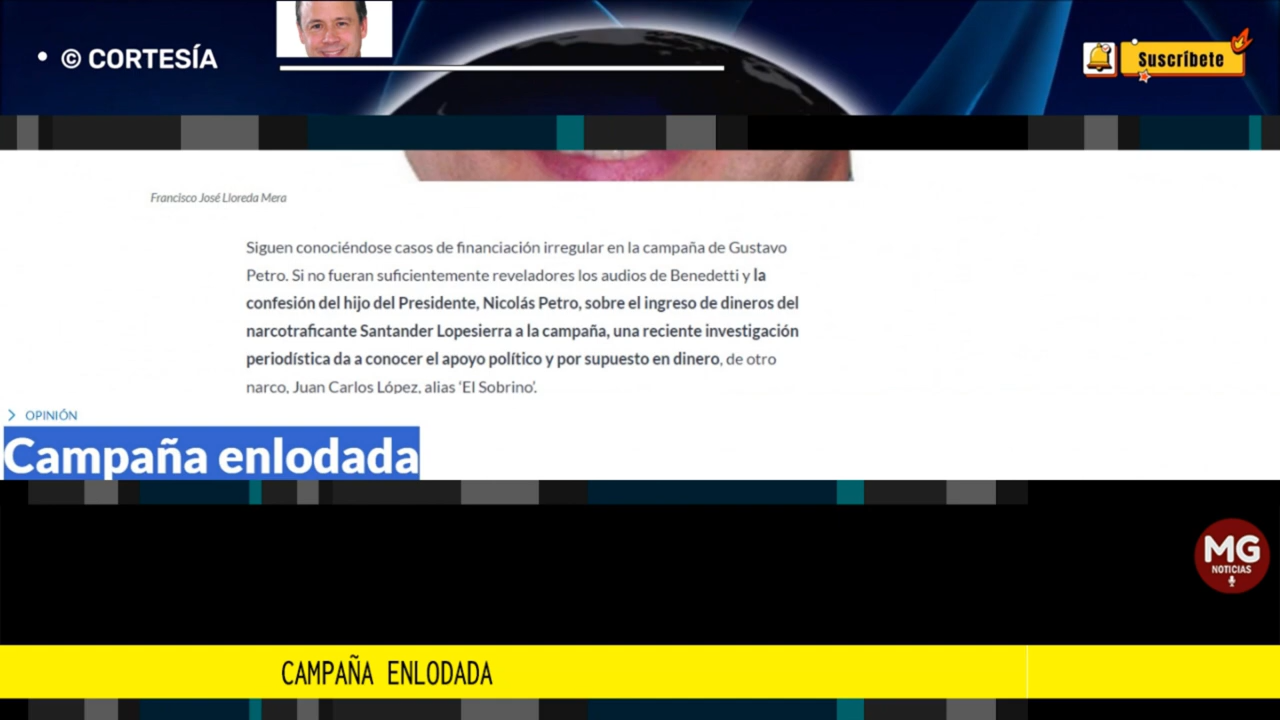 • © CORTESÍA
Suscríbete
Francisco José Lloreda Mera
Siguen conociéndose casos de financiación irregular en la campaña de Gustavo
Petro. Si no fueran suficientemente reveladores los audios de Benedetti y la
confesión del hijo del Presidente, Nicolás Petro, sobre el ingreso de dineros del
narcotraficante Santander Lopesierra a la campaña, una reciente investigación
periodística da a conocer el apoyo político y por supuesto en dinero, de otro
narco, Juan Carlos López, alias ‘El Sobrino’.
> OPINIÓN
Campaña enlodada
MG
NOTICIAS
CAMPAÑA ENLODADA